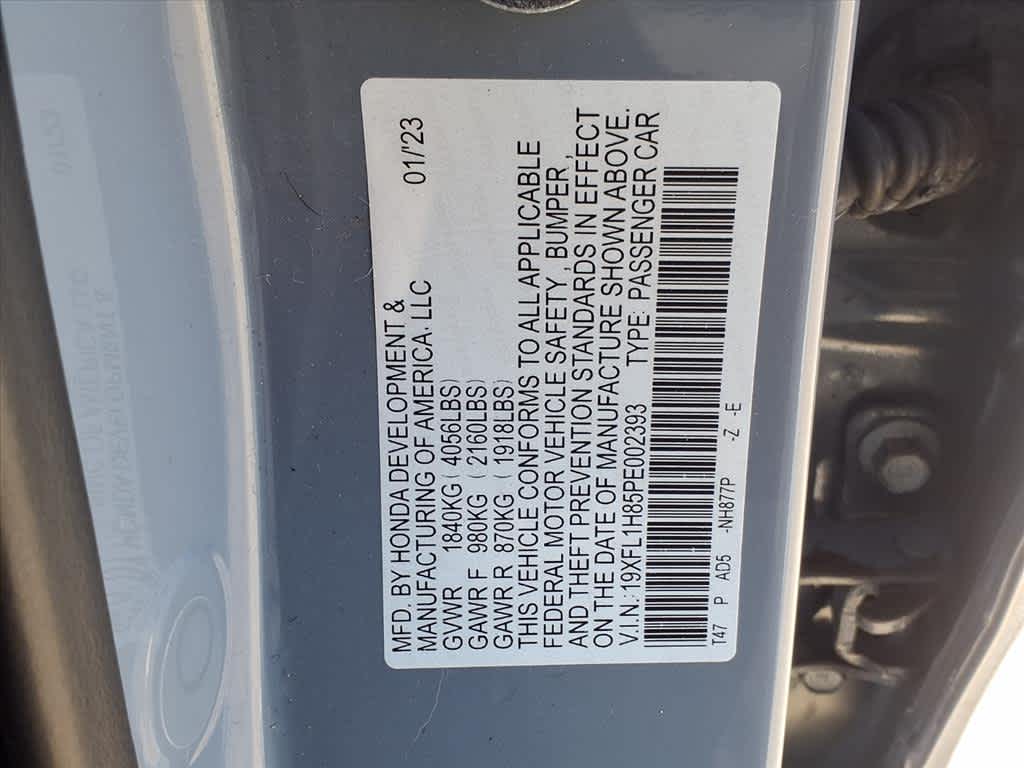 MFD. BY HONDA DEVELOPMENT &
MANUFACTURING OF AMERICA. LLC 01/'23
GVWR 1840KG ( 4056LBS)
GAWR F 980KG ( 2160LBS)
GAWR R 870KG ( 1918LBS)
THIS VEHICLE CONFORMS TO ALL APPLICABLE
FEDERAL MOTOR VEHICLE SAFETY, BUMPER,
AND THEFT PREVENTION STANDARDS IN EFFECT
ON THE DATE OF MANUFACTURE SHOWN ABOVE.
V.I.N.: 19XFL1H85PE002393 TYPE: PASSENGER CAR
T47 P AD5 -NH877P -Z -E